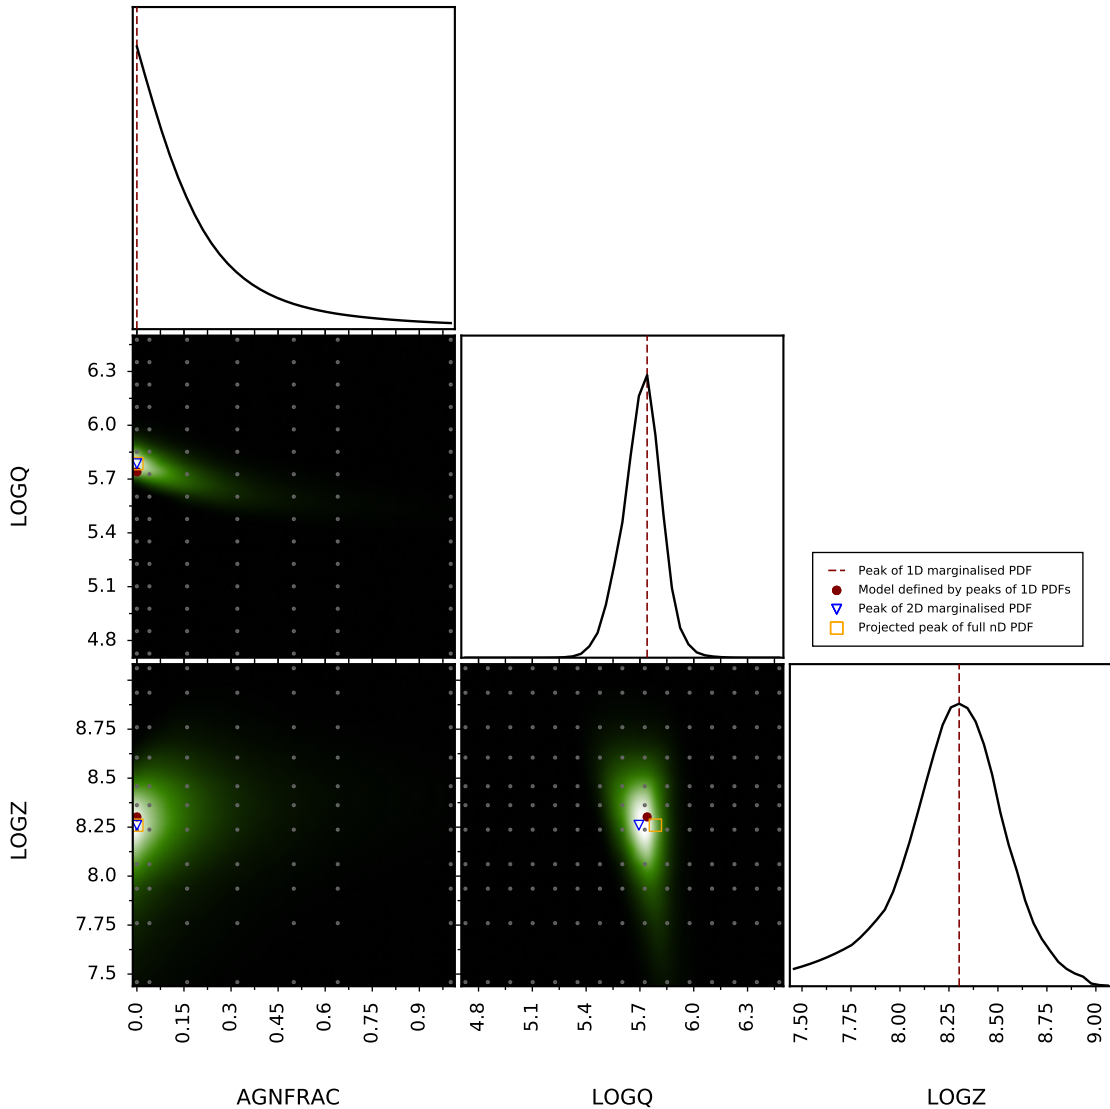 LOGQ
6.3
6.0
5.7
5.4
5.1
4.8
Peak of 1D marginalised PDF
Model defined by peaks of 1D PDFs
Peak of 2D marginalised PDF
Projected peak of full nD PDF
LOGZ
8.75
8.5
8.25
8.0
7.75
7.5
0.0 0.15 0.3 0.45 0.6 0.75 0.9
4.8 5.1 5.4 5.7 6.0 6.3
7.50 7.75 8.00 8.25 8.50 8.75 9.00
AGNFRAC LOGQ LOGZ